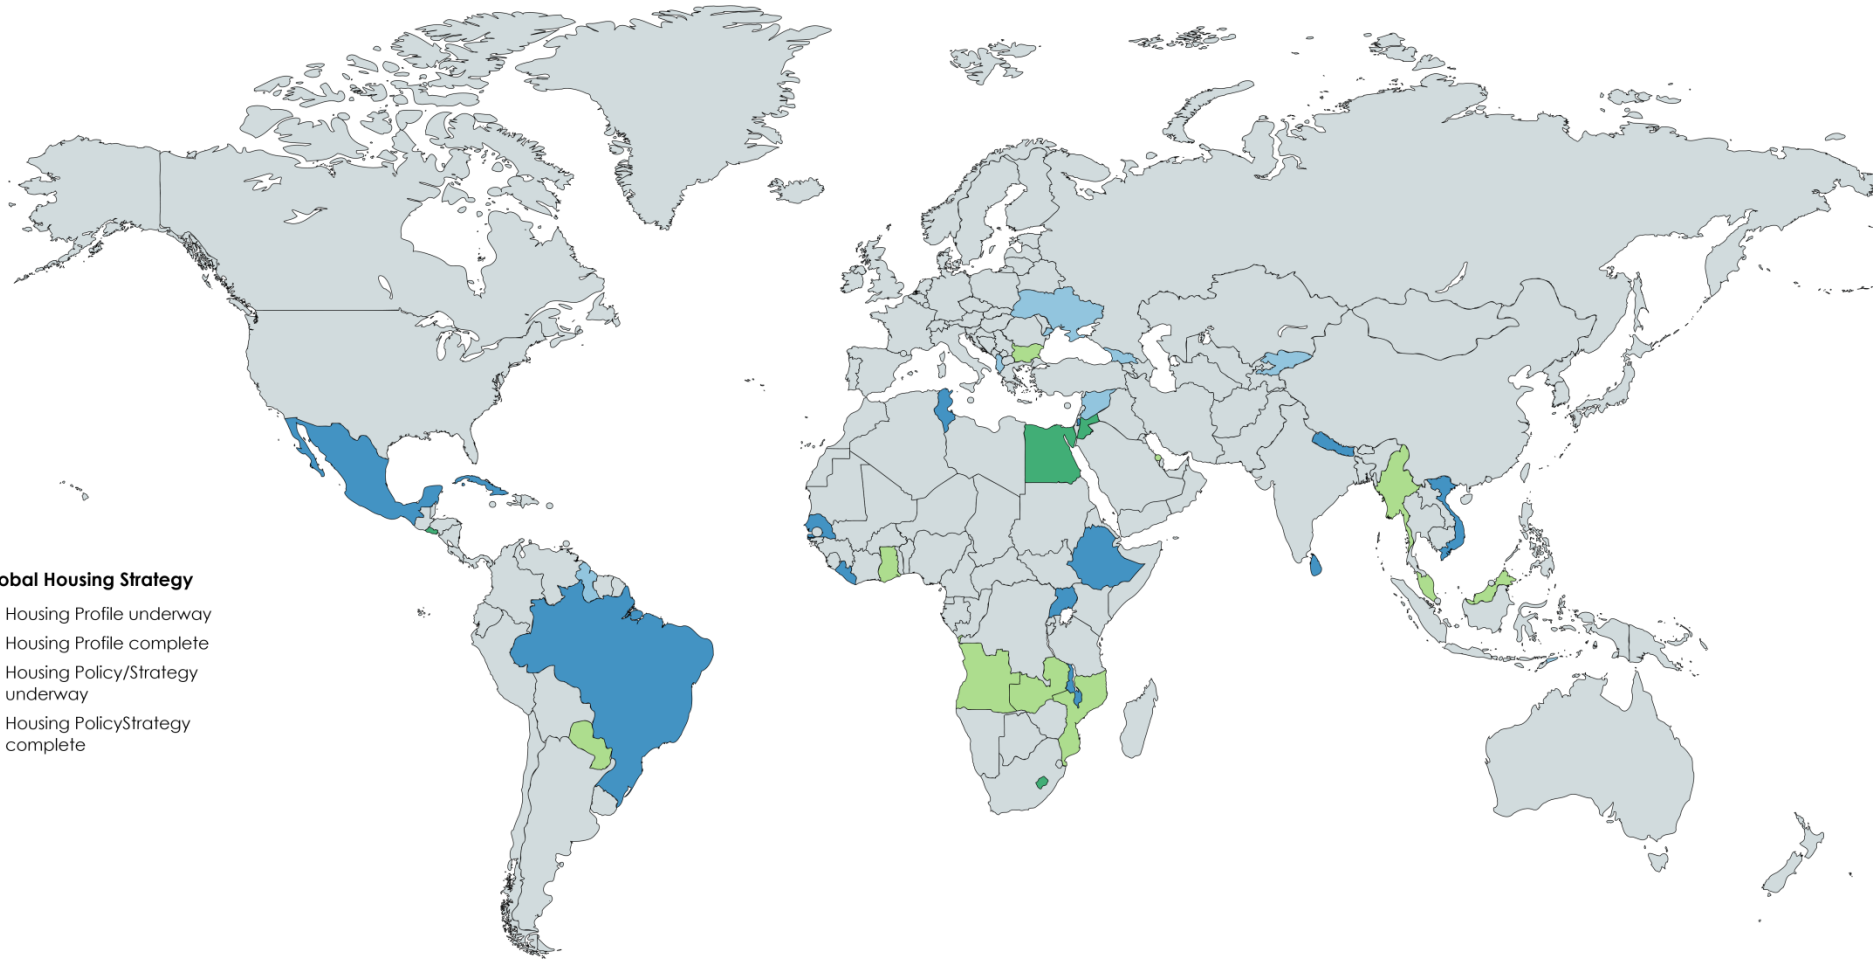 obal Housing Strategy
Housing Profile underway
Housing Profile complete
Housing Policy/Strategy
underway
Housing PolicyStrategy
complete